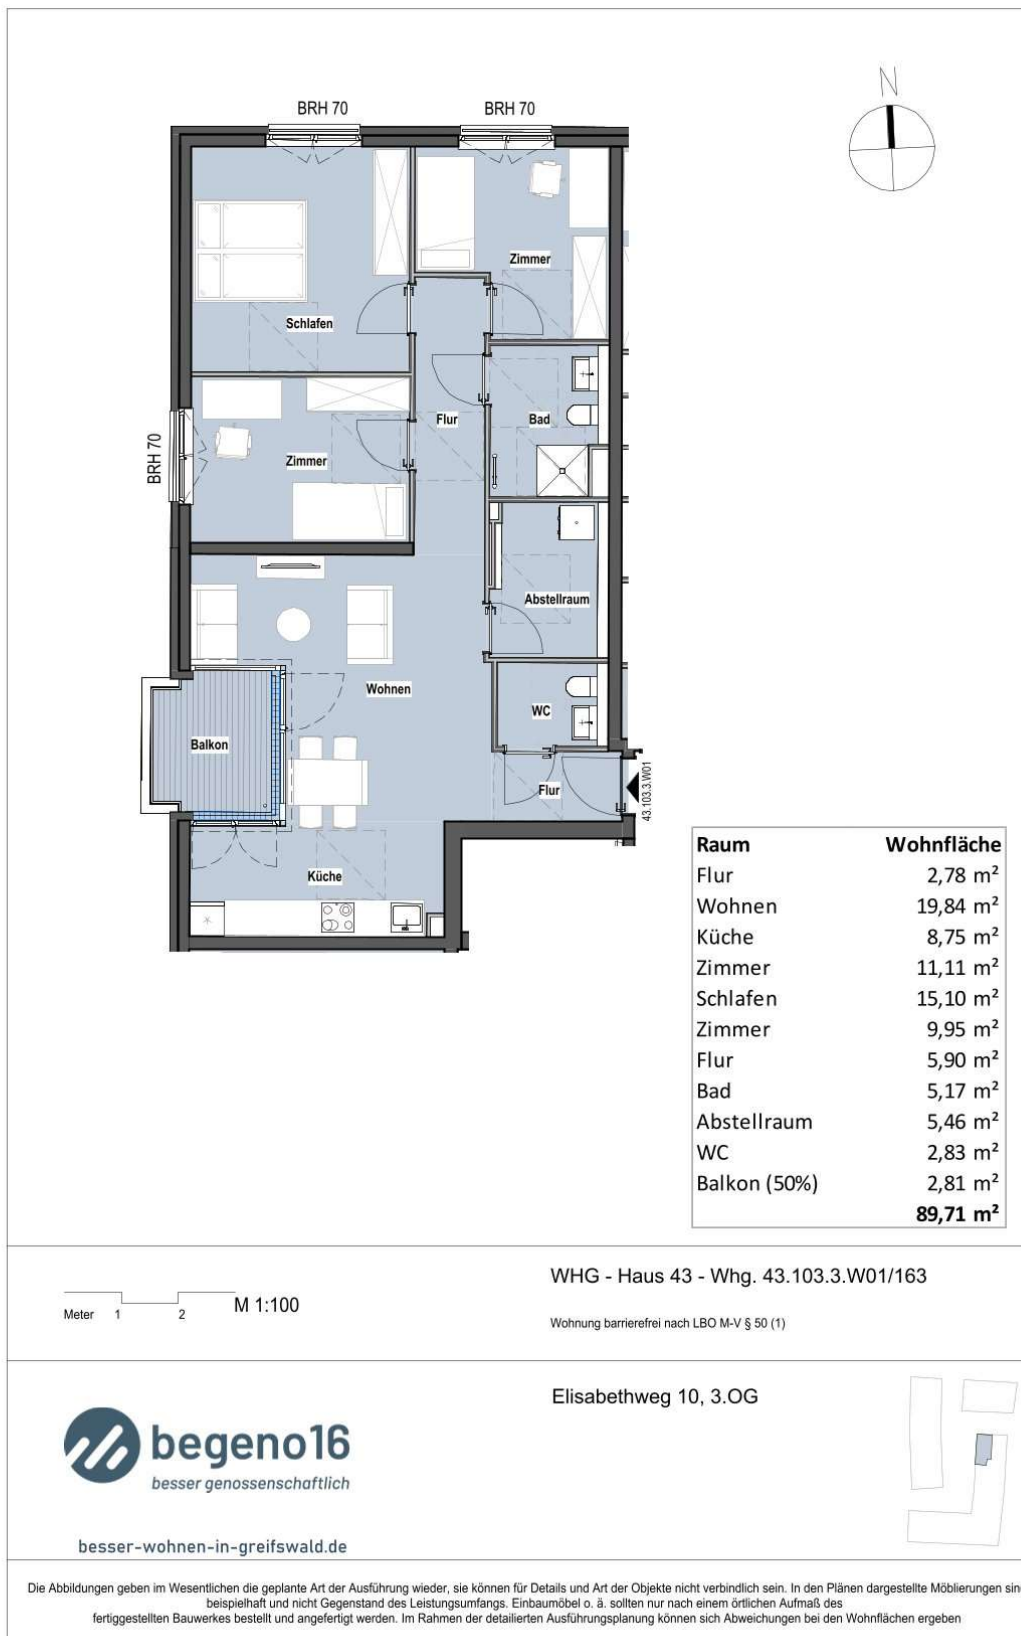 BRH 70
BRH 70
N
Zimmer
Schlafen
BRH 70
Flur
Bad
Zimmer
Abstellraum
Wohnen
WC
Balkon
Flur
43.103.3.W01
Küche
Raum Wohnfläche
Flur 2,78 m²
Wohnen 19,84 m²
Küche 8,75 m²
Zimmer 11,11 m²
Schlafen 15,10 m²
Zimmer 9,95 m²
Flur 5,90 m²
Bad 5,17 m²
Abstellraum 5,46 m²
WC 2,83 m²
Balkon (50%) 2,81 m²
89,71 m²
WHG - Haus 43 - Whg. 43.103.3.W01/163
Meter 1 2 M 1:100
Wohnung barrierefrei nach LBO M-V § 50 (1)
Elisabethweg 10, 3.OG
begeno16
besser genossenschaftlich
besser-wohnen-in-greifswald.de
Die Abbildungen geben im Wesentlichen die geplante Art der Ausführung wieder, sie können für Details und Art der Objekte nicht verbindlich sein. In den Plänen dargestellte Möblierungen sin
beispielhaft und nicht Gegenstand des Leistungsumfangs. Einbaumöbel o. ä. sollten nur nach einem örtlichen Aufmaß des
fertiggestellten Bauwerkes bestellt und angefertigt werden. Im Rahmen der detailierten Ausführungsplanung können sich Abweichungen bei den Wohnflächen ergeben